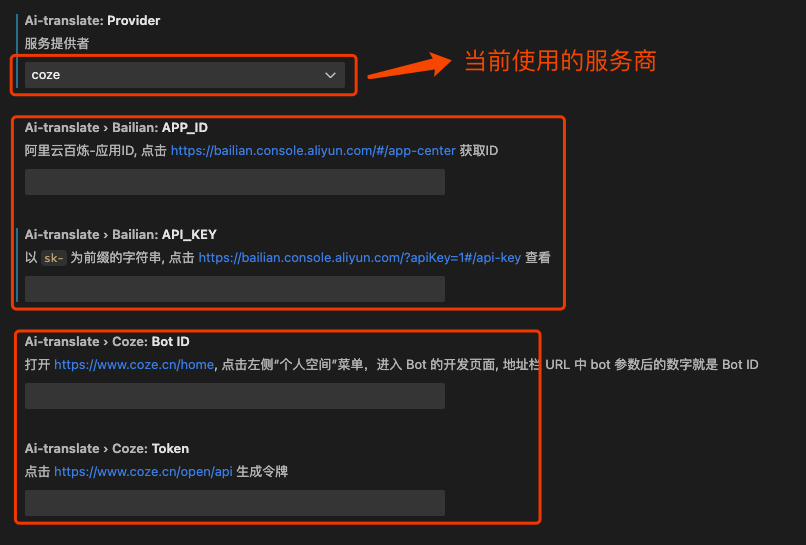 Ai-translate: Provider
服务提供者
coze
当前使用的服务商
Ai-translate › Bailian: APP_ID
阿里云百炼-应用ID, 点击 https://bailian.console.aliyun.com/#/app-center 获取ID
Ai-translate › Bailian: API_KEY
以 sk- 为前缀的字符串, 点击 https://bailian.console.aliyun.com/?apiKey=1#/api-key 查看
Ai-translate › Coze: Bot ID
打开 https://www.coze.cn/home, 点击左侧“个人空间”菜单，进入 Bot 的开发页面, 地址栏 URL 中 bot 参数后的数字就是 Bot ID
Ai-translate › Coze: Token
点击 https://www.coze.cn/open/api 生成令牌